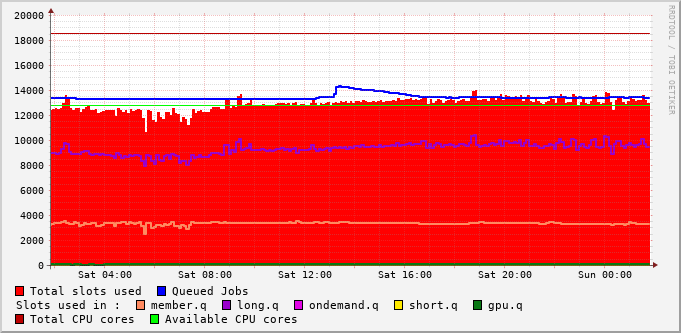 20000
18000
16000
14000
12000
10000
8000
6000
4000
2000
0
Sat 04:00 Sat 08:00 Sat 12:00 Sat 16:00 Sat 20:00 Sun 00:00
RRDTOOL / TOBI OETIKER
Total slots used Queued Jobs
Slots used in : member.q long.q ondemand.q short.q gpu.q
Total CPU cores Available CPU cores